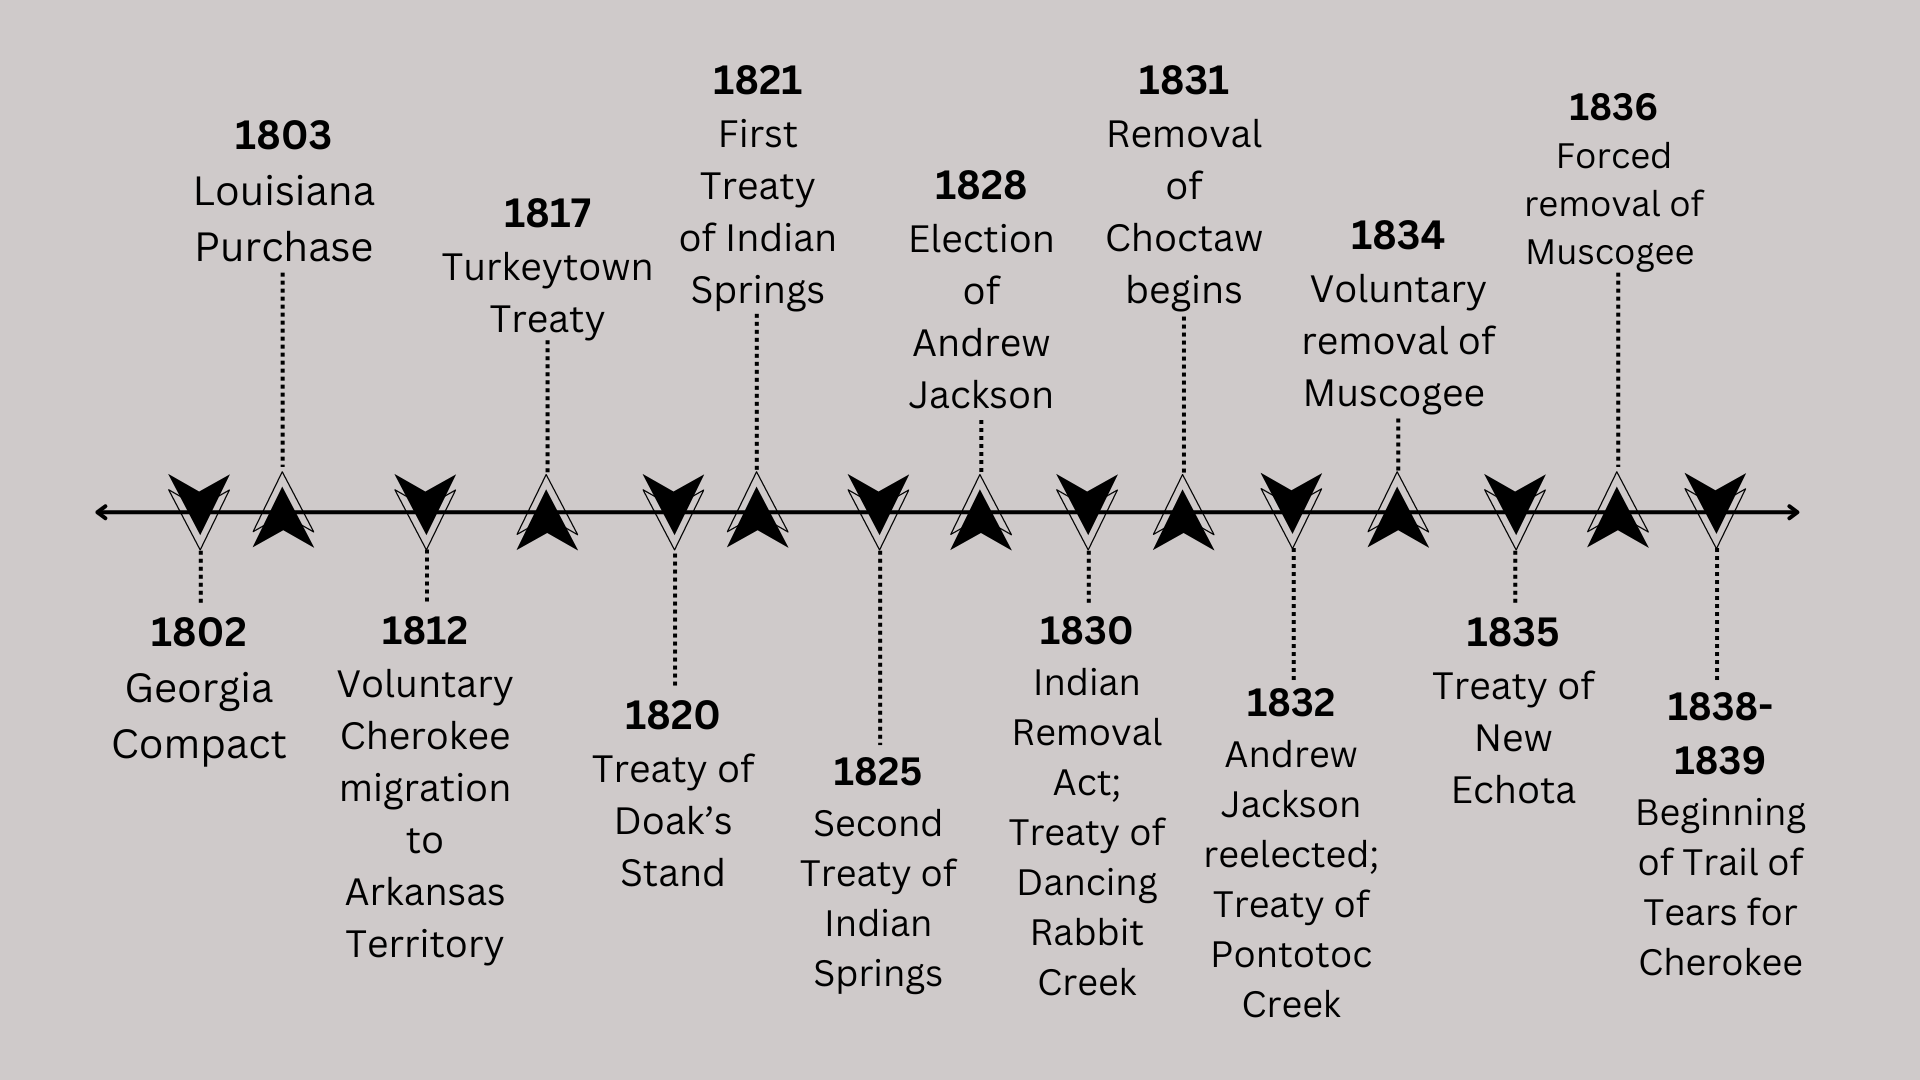 1802
Georgia
Compact
1803
Louisiana
Purchase
1812
Voluntary
Cherokee
migration
to
Arkansas
Territory
1817
Turkeytown
Treaty
1820
Treaty of
Doak’s
Stand
1821
First
Treaty
of Indian
Springs
1825
Second
Treaty of
Indian
Springs
1828
Election
of
Andrew
Jackson
1830
Indian
Removal
Act;
Treaty of
Dancing
Rabbit
Creek
1831
Removal
of
Choctaw
begins
1832
Andrew
Jackson
reelected;
Treaty of
Pontotoc
Creek
1834
Voluntary
removal of
Muscogee
1835
Treaty of
New
Echota
1836
Forced
removal of
Muscogee
1838-
1839
Beginning
of Trail of
Tears for
Cherokee